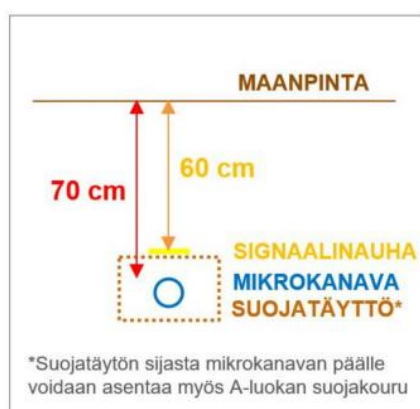 MAANPINTA
60 cm
70 cm
SIGNAALINAUHA
MIKROKANAVA
SUOJATÄYTTÖ*
*Suojatäytön sijasta mikrokanavan päälle
voidaan asentaa myös A-luokan suojakouru